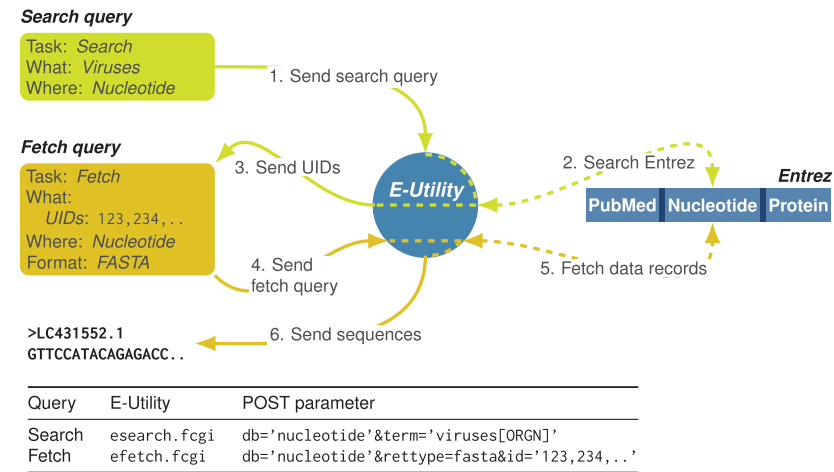 Search query
Task: Search
What: Viruses
Where: Nucleotide
1. Send search query
Fetch query
Task: Fetch
What:
UIDs: 123,234,..
Where: Nucleotide
Format: FASTA
3. Send UIDs
E-Utility
2. Search Entrez
Entrez
PubMed Nucleotide Protein
4. Send
fetch query
5. Fetch data records
6. Send sequences
>LC431552.1
GTTCCATACAGAGACC..
Query E-Utility POST parameter
Search esearch.fcgi db='nucleotide'&term='viruses[ORGN]'
Fetch efetch.fcgi db='nucleotide'&rettype=fasta&id='123,234,..'